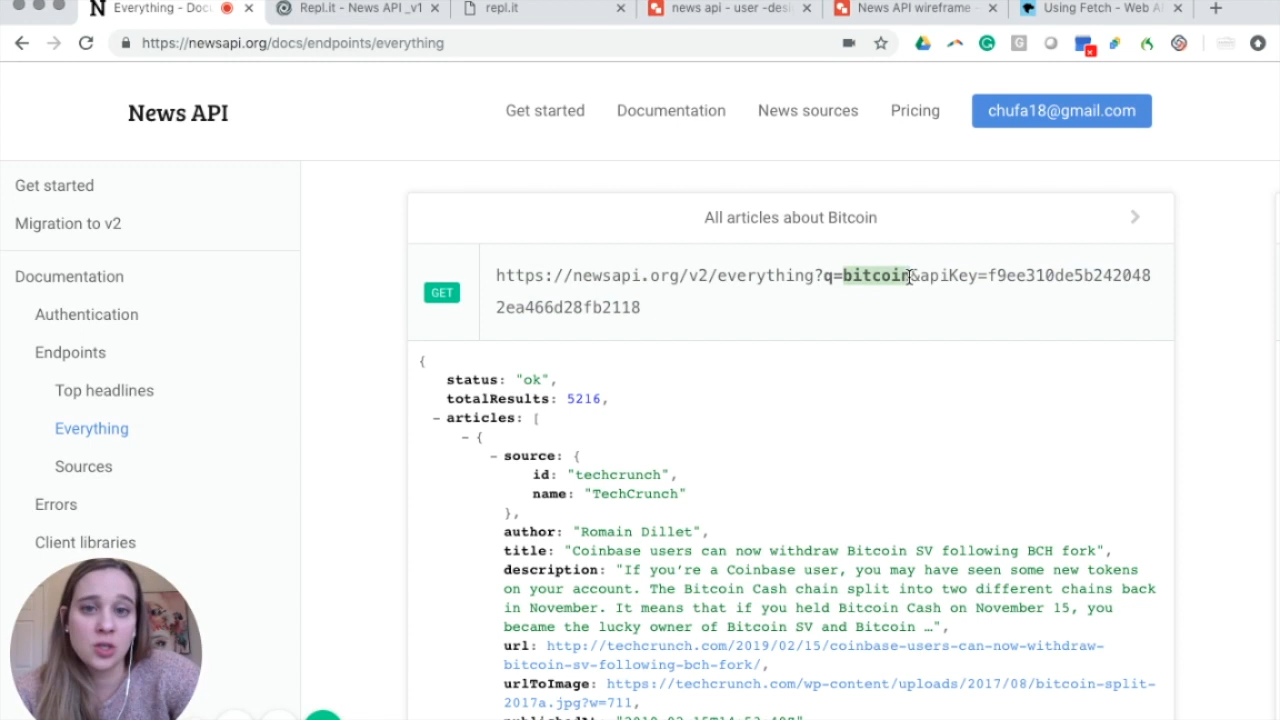 Everything - Docu
Repl.it - News API _v1
repl.it
news api - user -desi
News API wireframe -
Using Fetch - Web AP
https://newsapi.org/docs/endpoints/everything
News API
Get started
Documentation
News sources
Pricing
chufa18@gmail.com
Get started
Migration to v2
Documentation
Authentication
Endpoints
Top headlines
Everything
Sources
Errors
Client libraries
All articles about Bitcoin
GET
https://newsapi.org/v2/everything?q=bitcoin&apiKey=f9ee310de5b242048
2ea466d28fb2118
{
status: "ok",
totalResults: 5216,
- articles: [
- {
- source: {
id: "techcrunch",
name: "TechCrunch"
},
author: "Romain Dillet",
title: "Coinbase users can now withdraw Bitcoin SV following BCH fork",
description: "If you’re a Coinbase user, you may have seen some new tokens
on your account. The Bitcoin Cash chain split into two different chains back
in November. It means that if you held Bitcoin Cash on November 15, you
became the lucky owner of Bitcoin SV and Bitcoin …",
url: http://techcrunch.com/2019/02/15/coinbase-users-can-now-withdraw-
bitcoin-sv-following-bch-fork/,
urlToImage: https://techcrunch.com/wp-content/uploads/2017/08/bitcoin-split-
2017a.jpg?w=711,